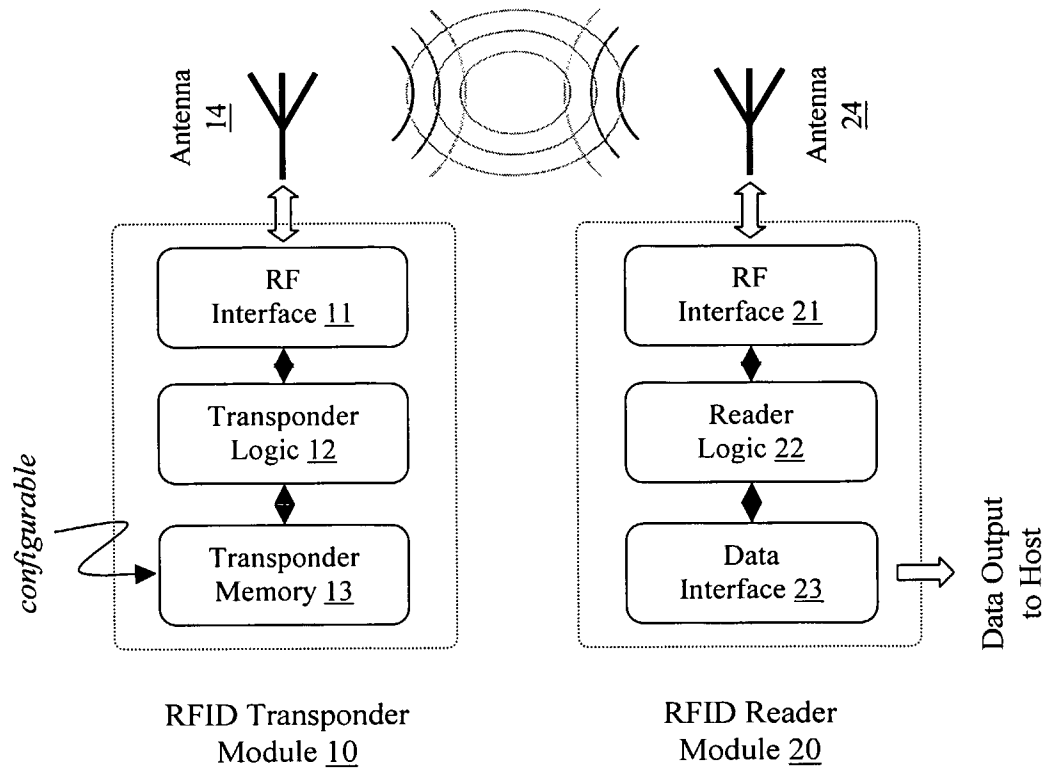 Antenna
14
Antenna
24
RF
Interface 11
Transponder
Logic 12
Transponder
Memory 13
configurable
RF
Interface 21
Reader
Logic 22
Data
Interface 23
Data Output
to Host
RFID Transponder
Module 10
RFID Reader
Module 20